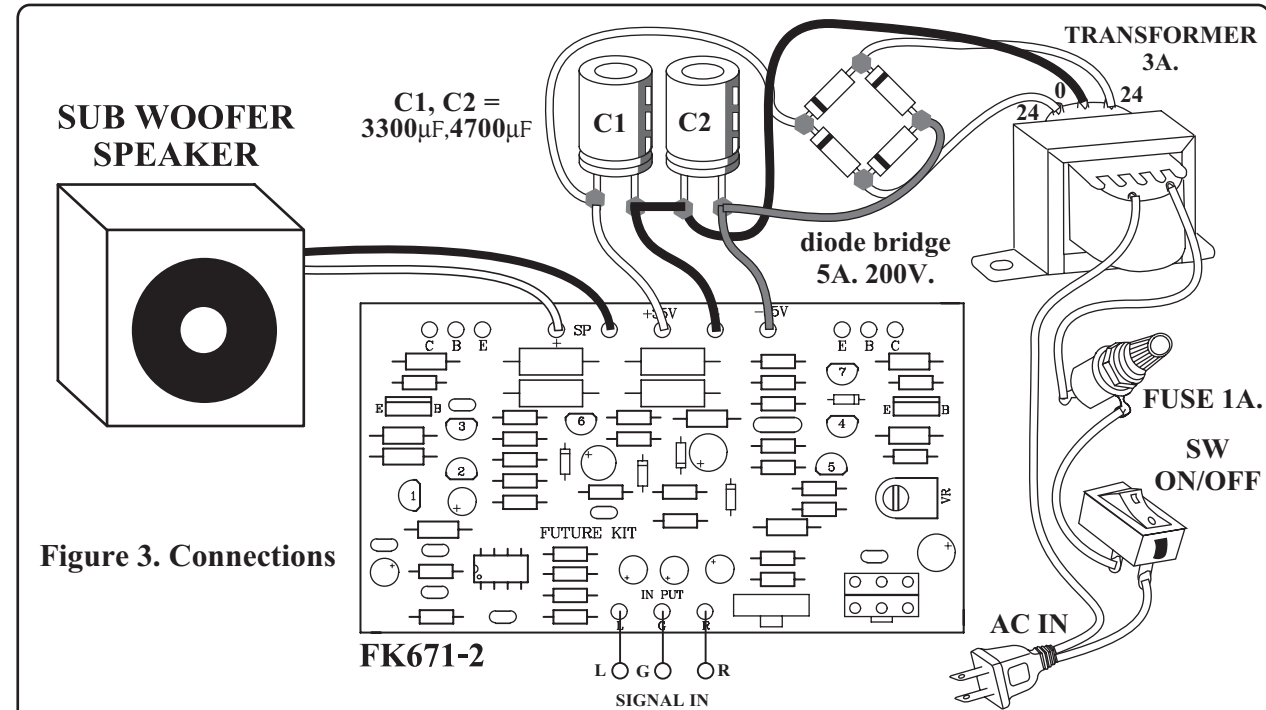 TRANSFORMER
3A.
24
0
24
C1, C2 =
3300µF,4700µF
C1
C2
SUB WOOFER
SPEAKER
diode bridge
5A. 200V.
C
B
E
+
SP
+35V
E
B
C
E
B
3
2
1
6
7
4
5
E
B
VR
FUSE 1A.
SW
ON/OFF
Figure 3. Connections
FUTURE KIT
IN PUT
L
G
R
FK671-2
L
G
R
SIGNAL IN
AC IN